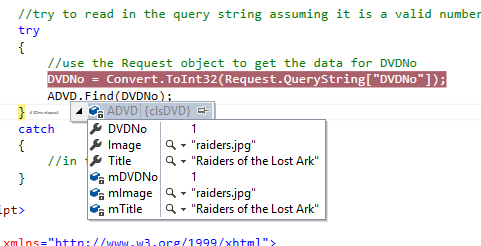 //try to read in the query string assuming it is a valid number
try
{
//use the Request object to get the data for DVDNo
DVDNo = Convert.ToInt32(Request.QueryString["DVDNo"]);
ADVD.Find(DVDNo);
} ADVD {clsDVD}
catch
{
//in t
}
DVDNo 1
Image "raiders.jpg"
Title "Raiders of the Lost Ark"
mDVDNo 1
mImage "raiders.jpg"
mTitle "Raiders of the Lost Ark"
ipt>
xmlns="http://www.w3.org/1999/xhtml">